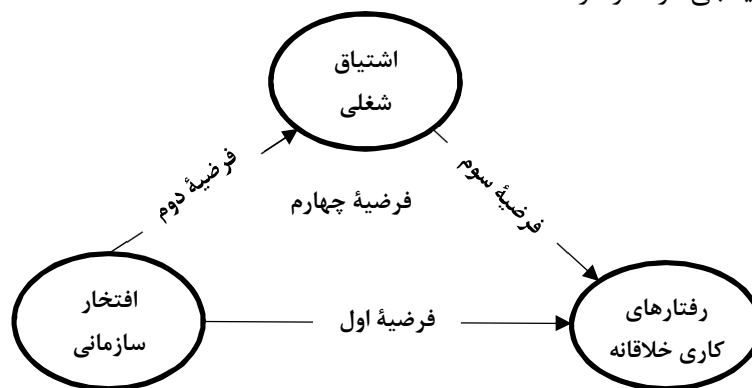 اشتیاق
شغلی
فرضیهٔ دوم
فرضیهٔ سوم
فرضیهٔ چهارم
افتخار
سازمانی
فرضیهٔ اول
رفتارهای
کاری خلاقانه